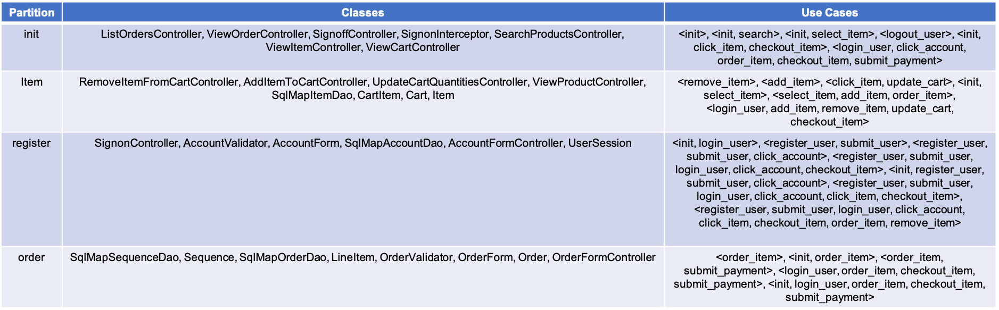 Partition Classes Use Cases
init
ListOrdersController, ViewOrderController, SignoffController, SignonInterceptor, SearchProductsController,
ViewItemController, ViewCartController
<init>, <init, search>, <init, select_item>, <logout_user>, <init,
click_item, checkout_item>, <login_user, click_account,
order_item, checkout_item, submit_payment>
Item
RemoveItemFromCartController, AddItemToCartController, UpdateCartQuantitiesController, ViewProductController,
SqlMapItemDao, CartItem, Cart, Item
<remove_item>, <add_item>, <click_item, update_cart>, <init,
select_item>, <select_item, add_item, order_item>,
<login_user, add_item, remove_item, update_cart,
checkout_item>
register
SignonController, AccountValidator, AccountForm, SqlMapAccountDao, AccountFormController, UserSession
<init, login_user>, <register_user, submit_user>, <register_user,
submit_user, click_account>, <register_user, submit_user,
login_user, click_account, checkout_item>, <init, register_user,
submit_user, click_account>, <register_user, submit_user,
login_user, click_account, click_item, checkout_item>,
<register_user, submit_user, login_user, click_account,
click_item, checkout_item, order_item, remove_item>
order
SqlMapSequenceDao, Sequence, SqlMapOrderDao, LineItem, OrderValidator, OrderForm, Order, OrderFormController
<order_item>, <init, order_item>, <order_item,
submit_payment>, <login_user, order_item, checkout_item,
submit_payment>, <init, login_user, order_item, checkout_item,
submit_payment>